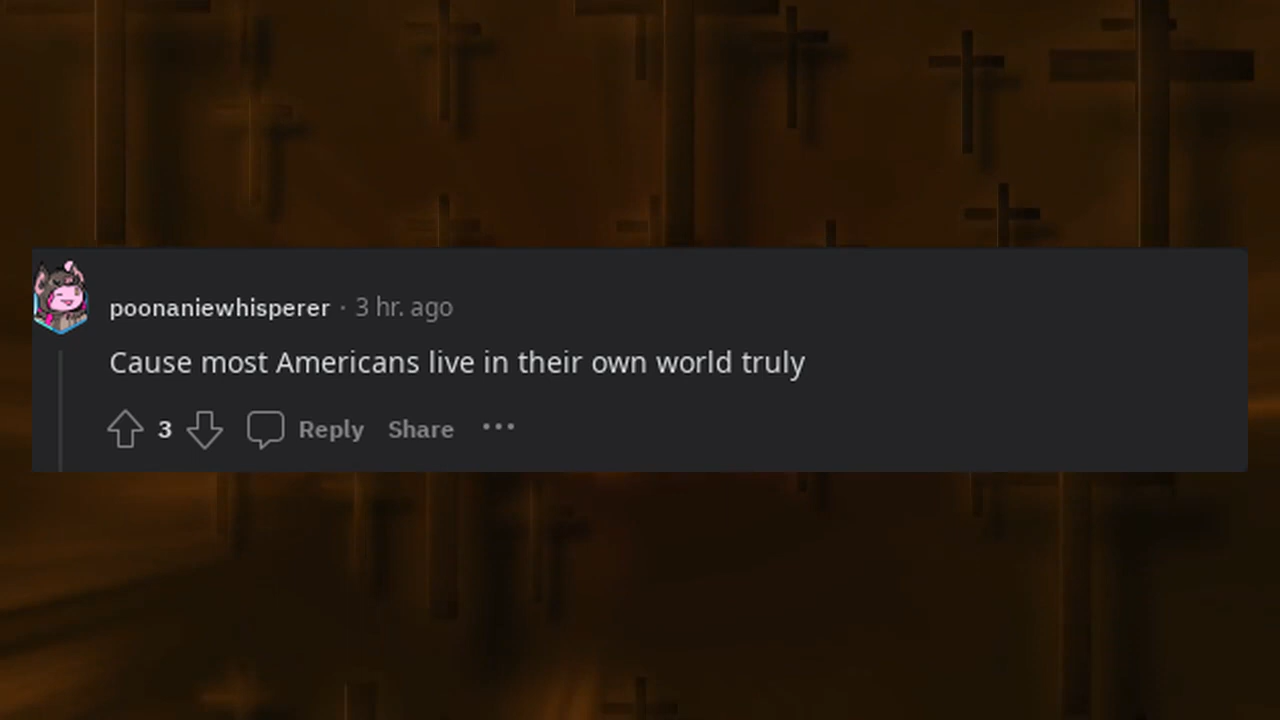 poonaniewhisperer · 3 hr. ago
Cause most Americans live in their own world truly
3 Reply Share ···